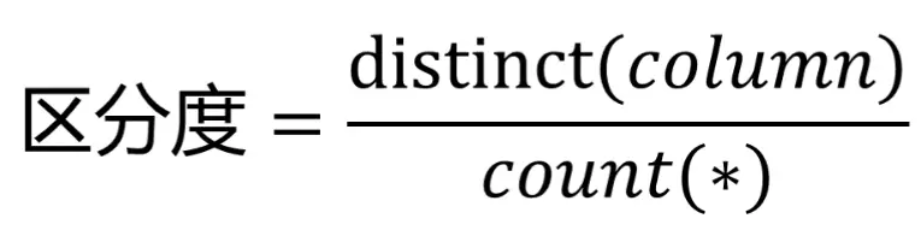 区分度 = distinct(column) / count(*)